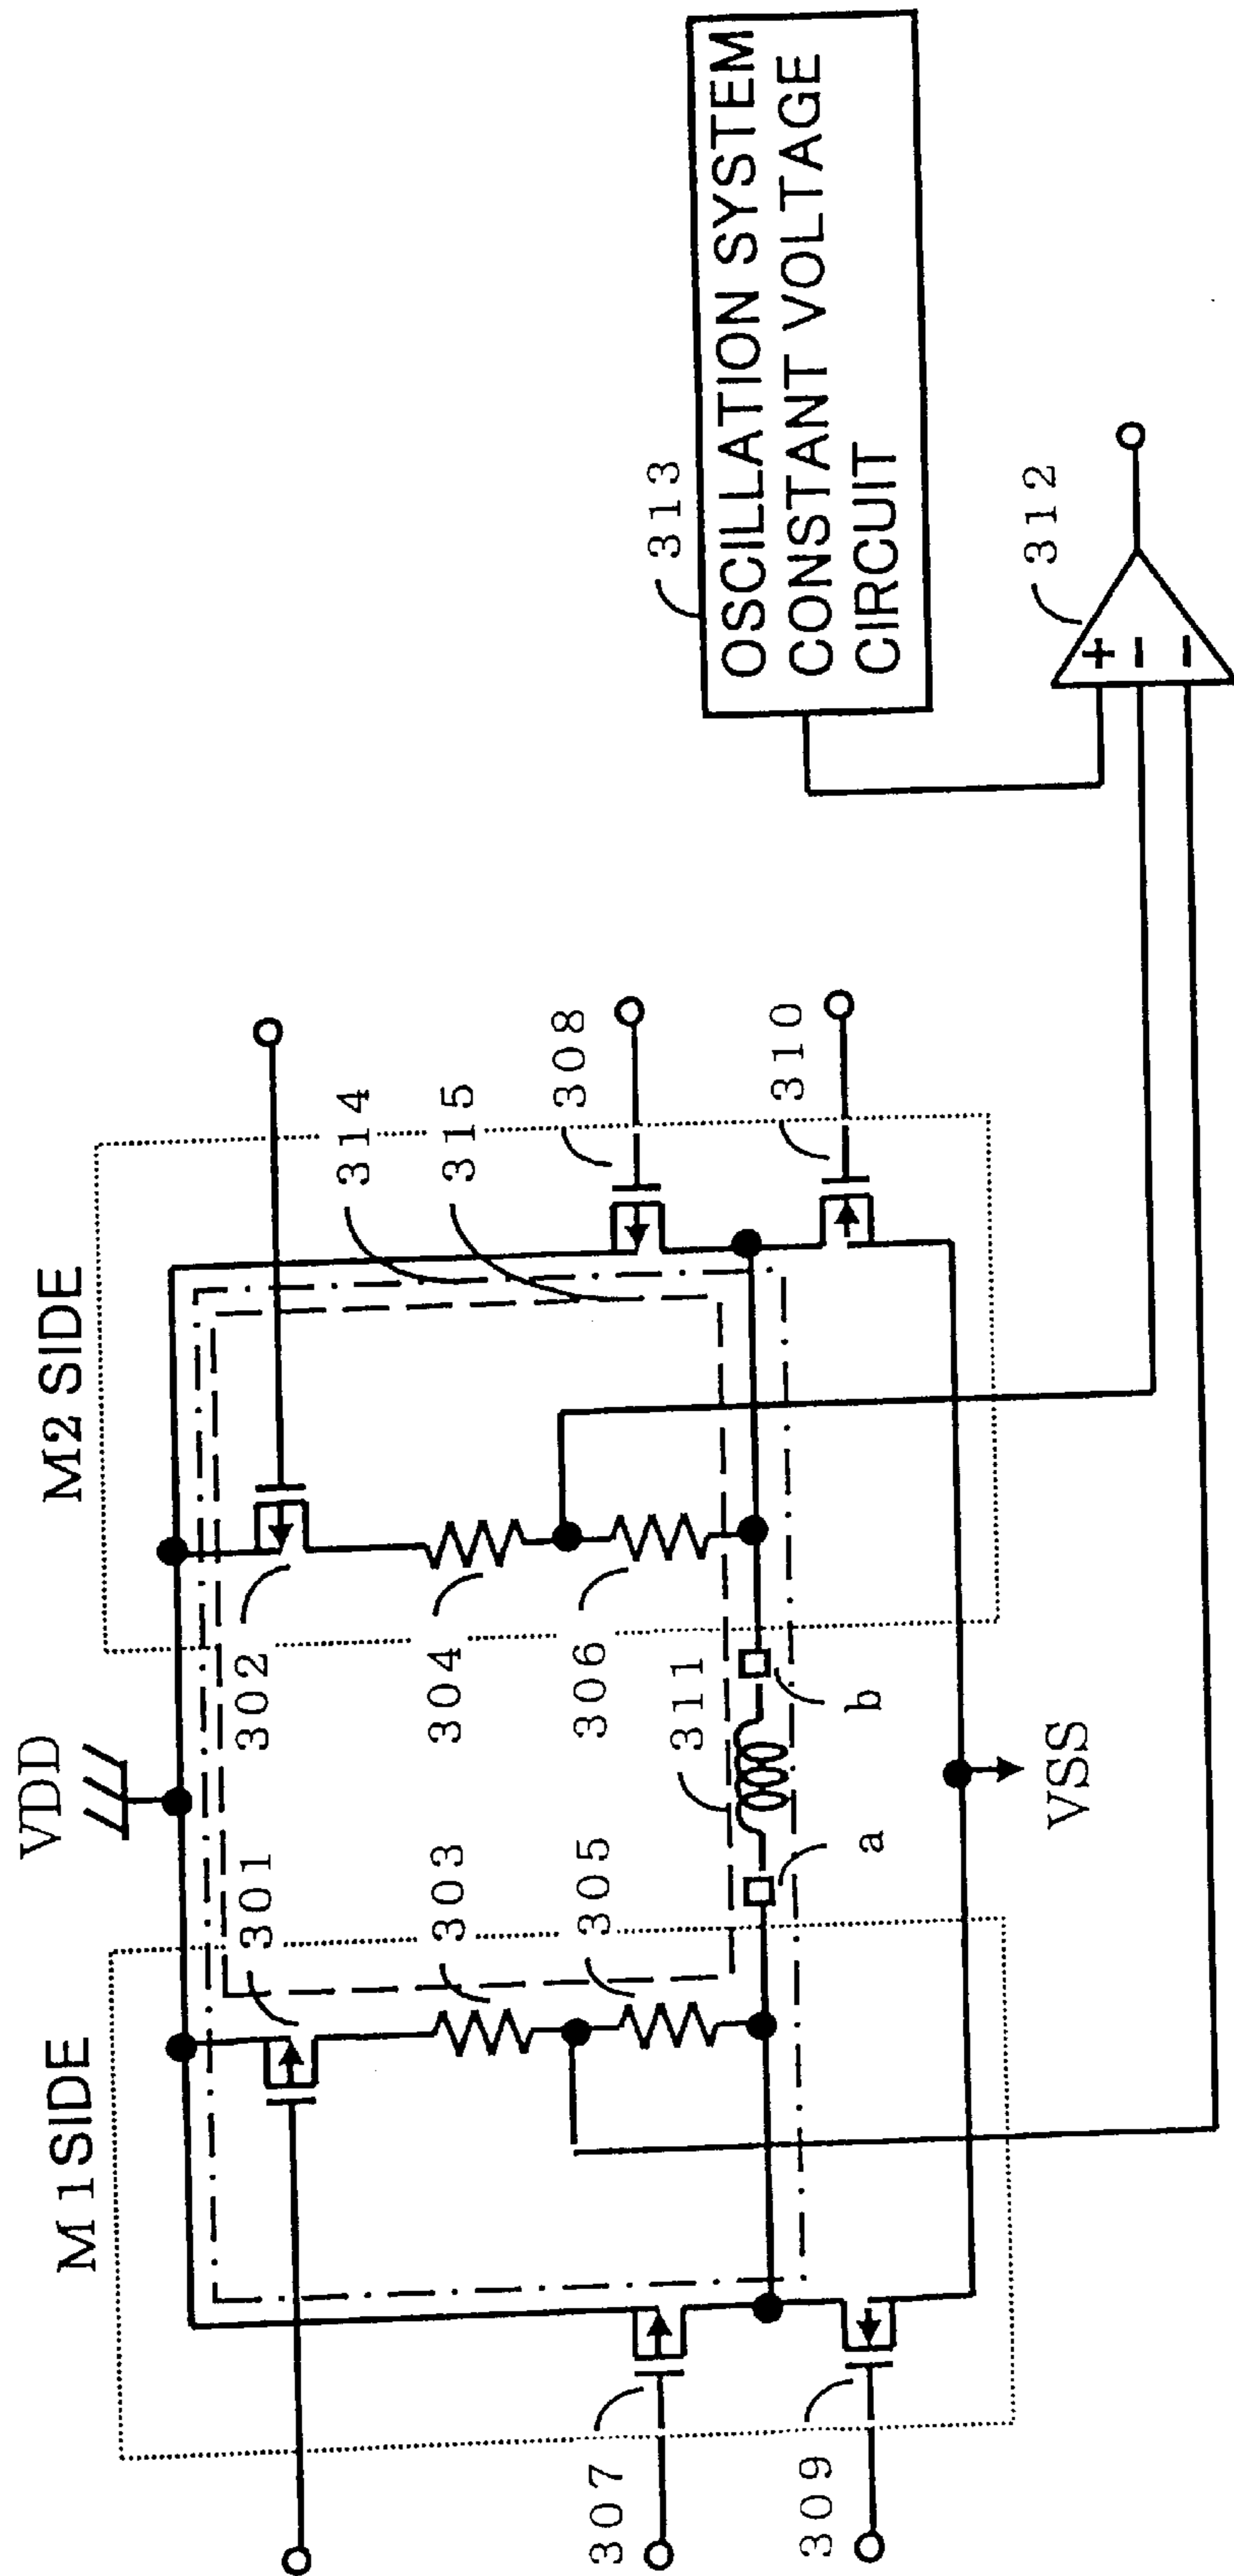 VDD
M1 SIDE
M2 SIDE
301
302
303
304
305
306
307
308
309
310
311
314
315
a
b
VSS
313
OSCILLATION SYSTEM
CONSTANT VOLTAGE
CIRCUIT
312
+
−
−